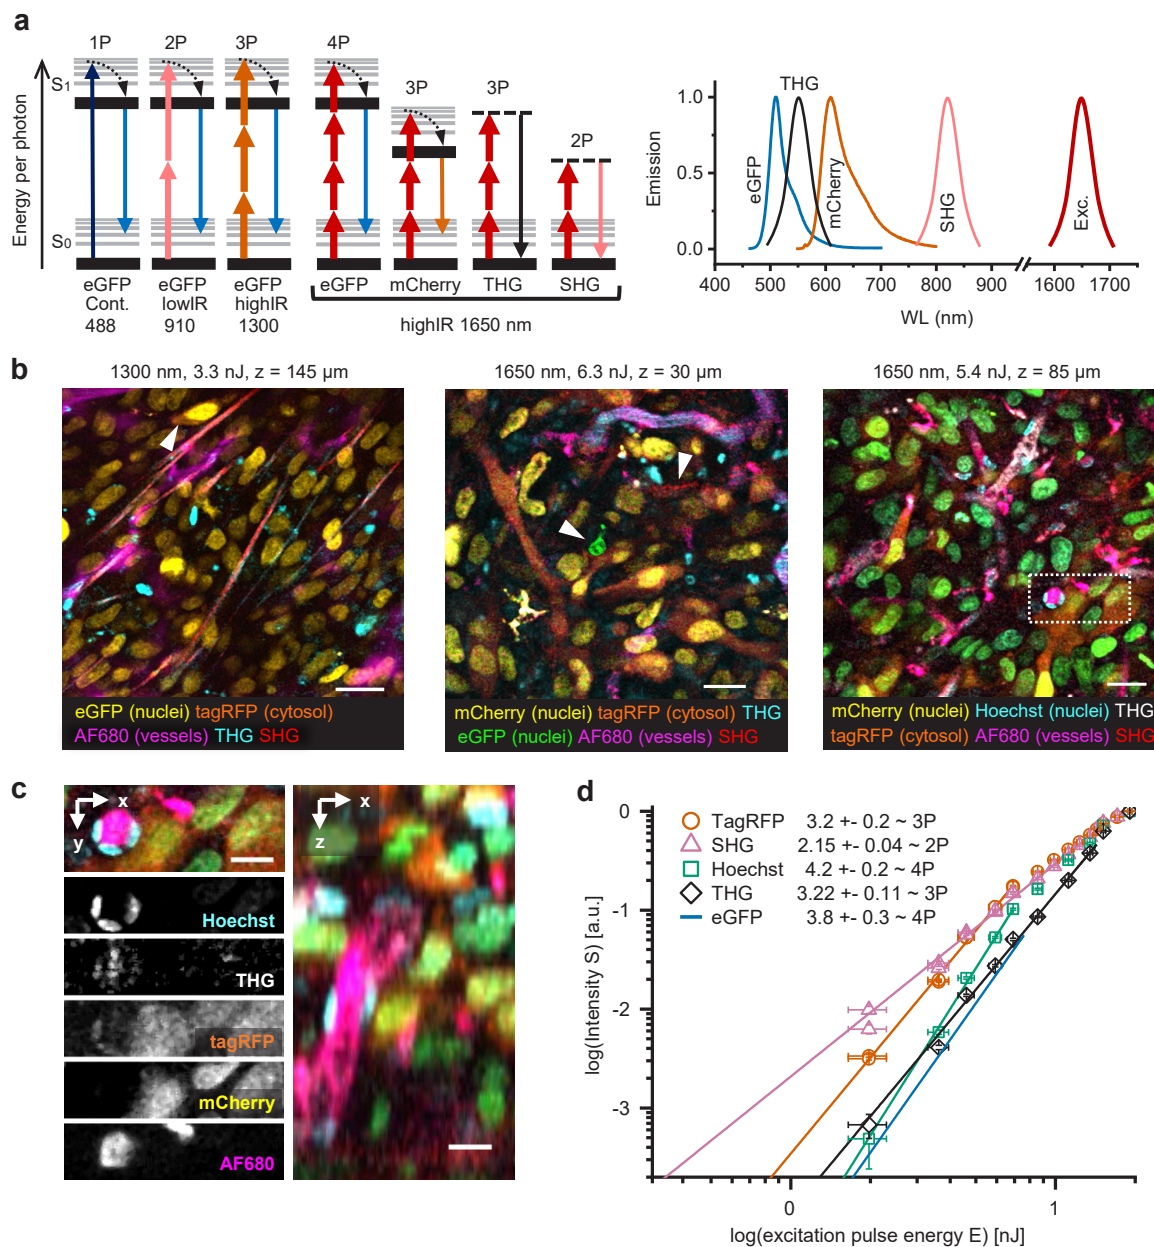 a
1P
2P
3P
4P
3P
3P
2P
Energy per photon
S1
S0
eGFP
Cont.
488
eGFP
lowIR
910
eGFP
highIR
1300
eGFP
mCherry
THG
SHG
highIR 1650 nm
Emission
1.0
0.5
0.0
eGFP
THG
mCherry
SHG
Exc.
400
500
600
700
800
900
1600
1700
WL (nm)
b
1300 nm, 3.3 nJ, z = 145 µm
1650 nm, 6.3 nJ, z = 30 µm
1650 nm, 5.4 nJ, z = 85 µm
eGFP (nuclei) tagRFP (cytosol)
AF680 (vessels) THG SHG
mCherry (nuclei) tagRFP (cytosol) THG
eGFP (nuclei) AF680 (vessels) SHG
mCherry (nuclei) Hoechst (nuclei) THG
tagRFP (cytosol) AF680 (vessels) SHG
c
x
y
Hoechst
THG
tagRFP
mCherry
AF680
x
z
d
TagRFP 3.2 +- 0.2 ~ 3P
SHG 2.15 +- 0.04 ~ 2P
Hoechst 4.2 +- 0.2 ~ 4P
THG 3.22 +- 0.11 ~ 3P
eGFP 3.8 +- 0.3 ~ 4P
log(Intensity S) [a.u.]
0
-1
-2
-3
0
1
log(excitation pulse energy E) [nJ]